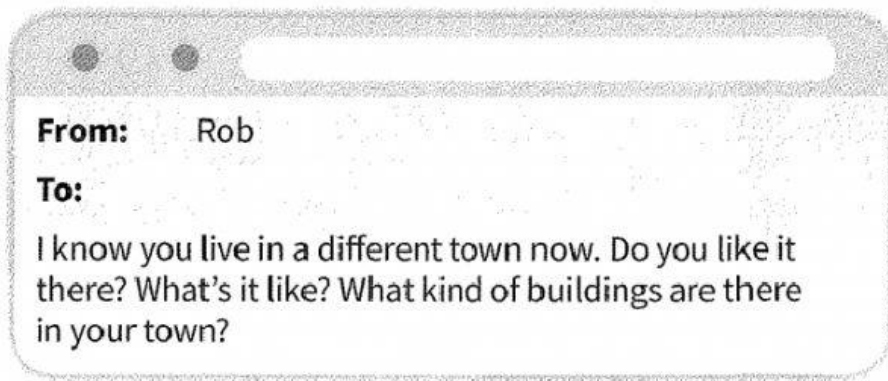 From: Rob
To:
I know you live in a different town now. Do you like it
there? What's it like? What kind of buildings are there
in your town?